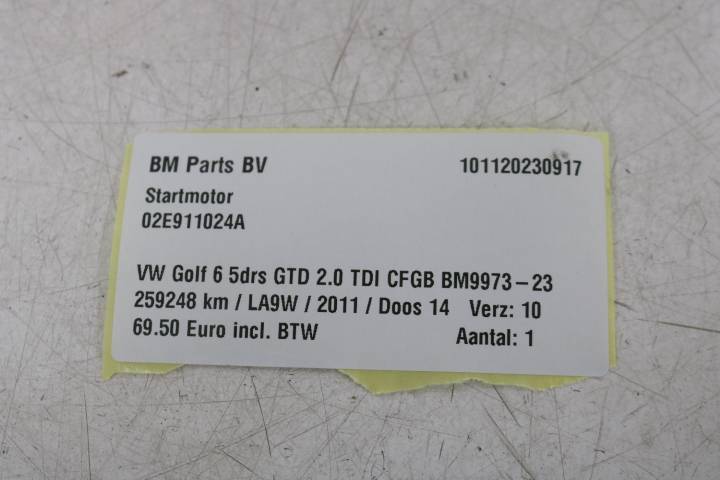 BM Parts BV 101120230917
Startmotor
02E911024A
VW Golf 6 5drs GTD 2.0 TDI CFGB BM9973-23
259248 km / LA9W / 2011 / Doos 14 Verz: 10
69.50 Euro incl. BTW Aantal: 1